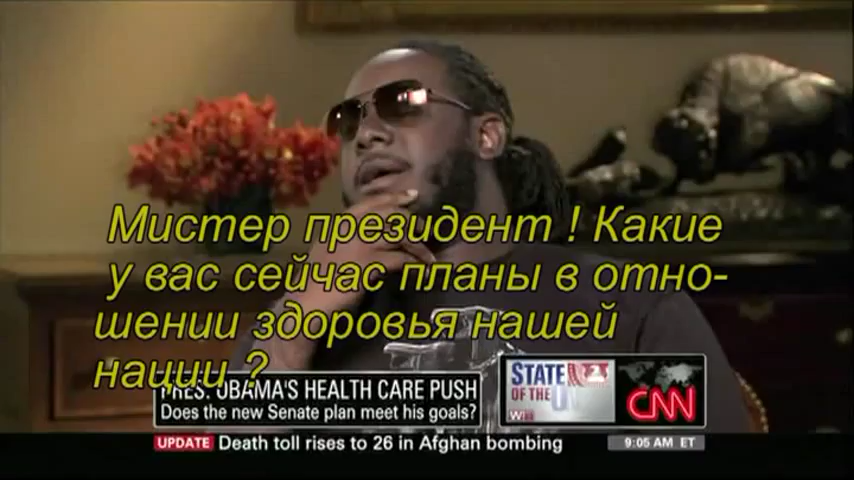 Мистер президент ! Какие
у вас сейчас планы в отно-
шении здоровья нашей
нации ?
PRES. OBAMA'S HEALTH CARE PUSH
Does the new Senate plan meet his goals?
STATE
OF THE
CNN
UPDATE Death toll rises to 26 in Afghan bombing
9:05 AM ET